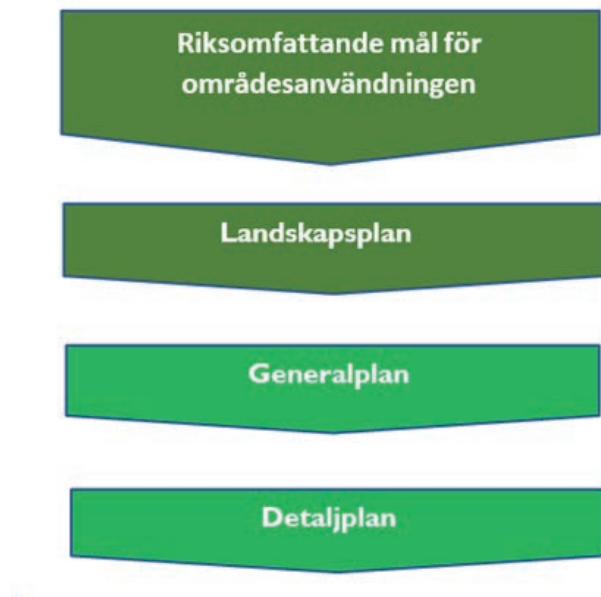 Riksomfattande mål för
områdesanvändningen
Landskapsplan
Generalplan
Detaljplan